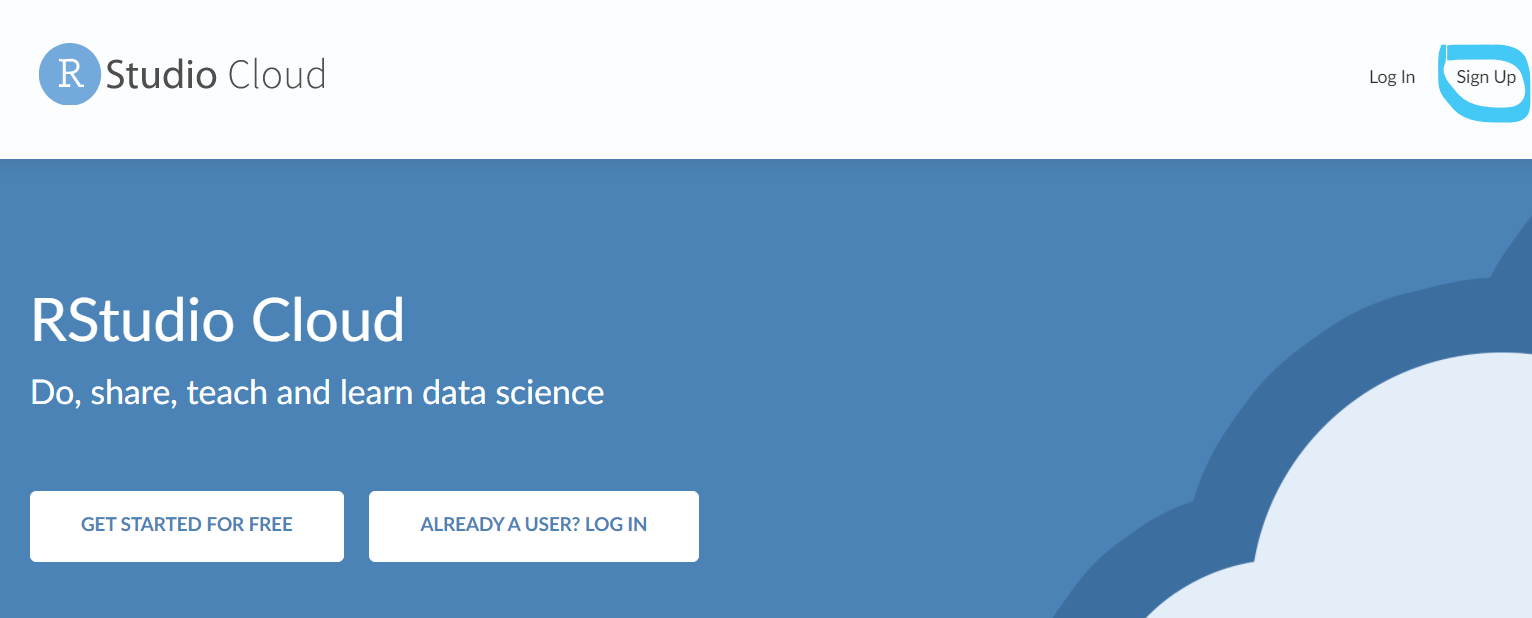 R Studio Cloud
Log In
Sign Up
RStudio Cloud
Do, share, teach and learn data science
GET STARTED FOR FREE
ALREADY A USER? LOG IN